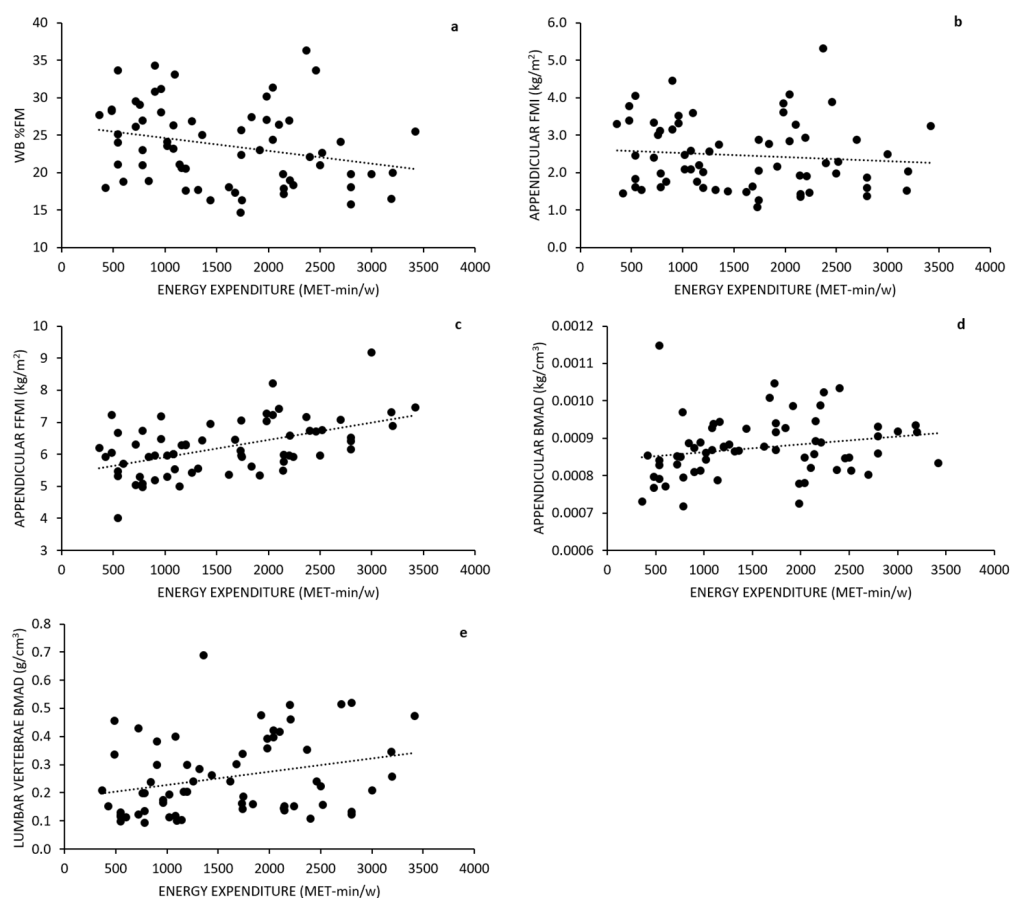 a
WB %FM
40
35
30
25
20
15
10
0 500 1000 1500 2000 2500 3000 3500 4000
ENERGY EXPENDITURE (MET-min/w)
b
APPENDICULAR FMI (kg/m²)
6.0
5.0
4.0
3.0
2.0
1.0
0.0
0 500 1000 1500 2000 2500 3000 3500 4000
ENERGY EXPENDITURE (MET-min/w)
c
APPENDICULAR FFMI (kg/m²)
10
9
8
7
6
5
4
3
0 500 1000 1500 2000 2500 3000 3500 4000
ENERGY EXPENDITURE (MET-min/w)
d
APPENDICULAR BMAD (kg/cm³)
0.0012
0.0011
0.0010
0.0009
0.0008
0.0007
0.0006
0 500 1000 1500 2000 2500 3000 3500 4000
ENERGY EXPENDITURE (MET-min/w)
e
LUMBAR VERTEBRAE BMAD (g/cm³)
0.8
0.7
0.6
0.5
0.4
0.3
0.2
0.1
0.0
0 500 1000 1500 2000 2500 3000 3500 4000
ENERGY EXPENDITURE (MET-min/w)